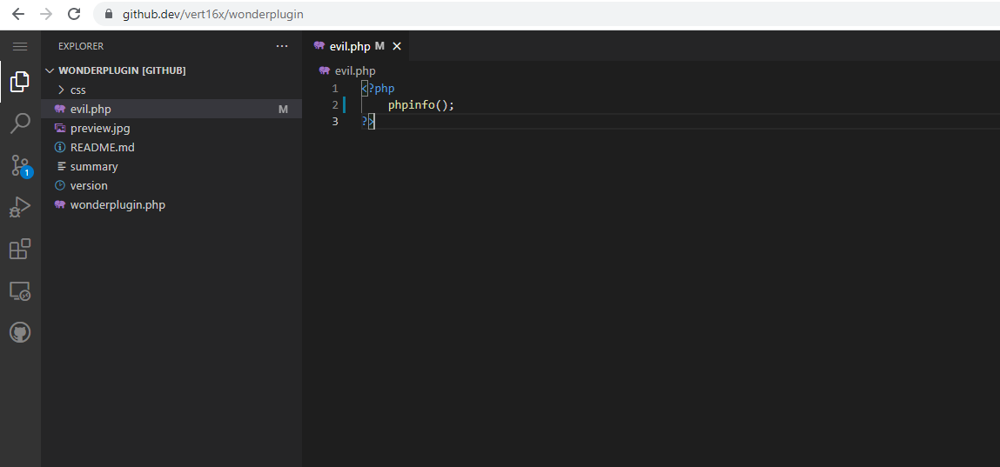 github.dev/vert16x/wonderplugin
EXPLORER ...
WONDERPLUGIN [GITHUB]
css
evil.php M
preview.jpg
README.md
summary
version
wonderplugin.php
1
evil.php M
evil.php
1 <?php
2 phpinfo();
3 ?>